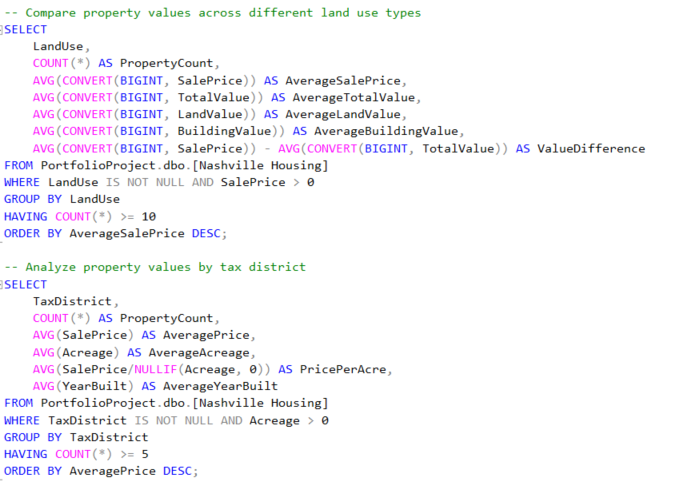 -- Compare property values across different land use types
SELECT
LandUse,
COUNT(*) AS PropertyCount,
AVG(CONVERT(BIGINT, SalePrice)) AS AverageSalePrice,
AVG(CONVERT(BIGINT, TotalValue)) AS AverageTotalValue,
AVG(CONVERT(BIGINT, LandValue)) AS AverageLandValue,
AVG(CONVERT(BIGINT, BuildingValue)) AS AverageBuildingValue,
AVG(CONVERT(BIGINT, SalePrice)) - AVG(CONVERT(BIGINT, TotalValue)) AS ValueDifference
FROM PortfolioProject.dbo.[Nashville Housing]
WHERE LandUse IS NOT NULL AND SalePrice > 0
GROUP BY LandUse
HAVING COUNT(*) >= 10
ORDER BY AverageSalePrice DESC;
-- Analyze property values by tax district
SELECT
TaxDistrict,
COUNT(*) AS PropertyCount,
AVG(SalePrice) AS AveragePrice,
AVG(Acreage) AS AverageAcreage,
AVG(SalePrice/NULLIF(Acreage, 0)) AS PricePerAcre,
AVG(YearBuilt) AS AverageYearBuilt
FROM PortfolioProject.dbo.[Nashville Housing]
WHERE TaxDistrict IS NOT NULL AND Acreage > 0
GROUP BY TaxDistrict
HAVING COUNT(*) >= 5
ORDER BY AveragePrice DESC;